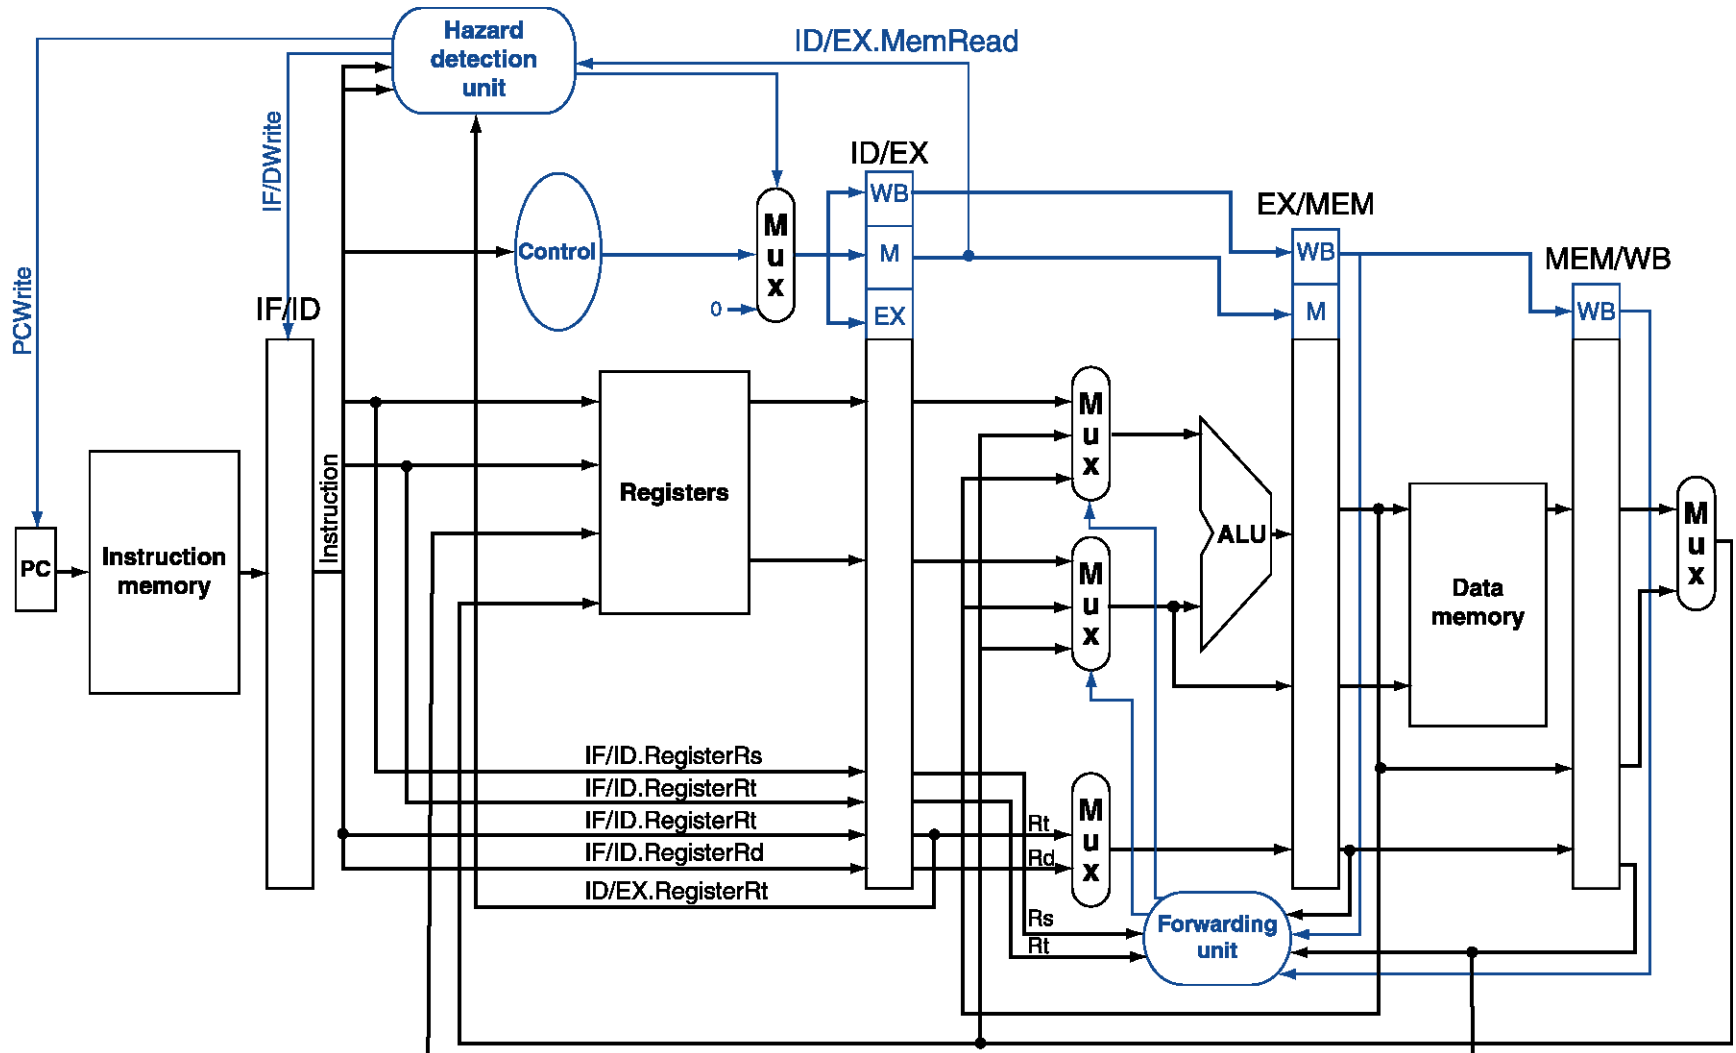 Hazard
detection
unit
ID/EX.MemRead
IF/DWrite
PCWrite
ID/EX
WB
M
EX
Control
M
u
x
0
EX/MEM
WB
M
MEM/WB
WB
IF/ID
PC
Instruction
memory
Instruction
Registers
M
u
x
M
u
x
ALU
Data
memory
M
u
x
IF/ID.RegisterRs
IF/ID.RegisterRt
IF/ID.RegisterRt
IF/ID.RegisterRd
ID/EX.RegisterRt
Rt
Rd
M
u
x
Rs
Rt
Forwarding
unit